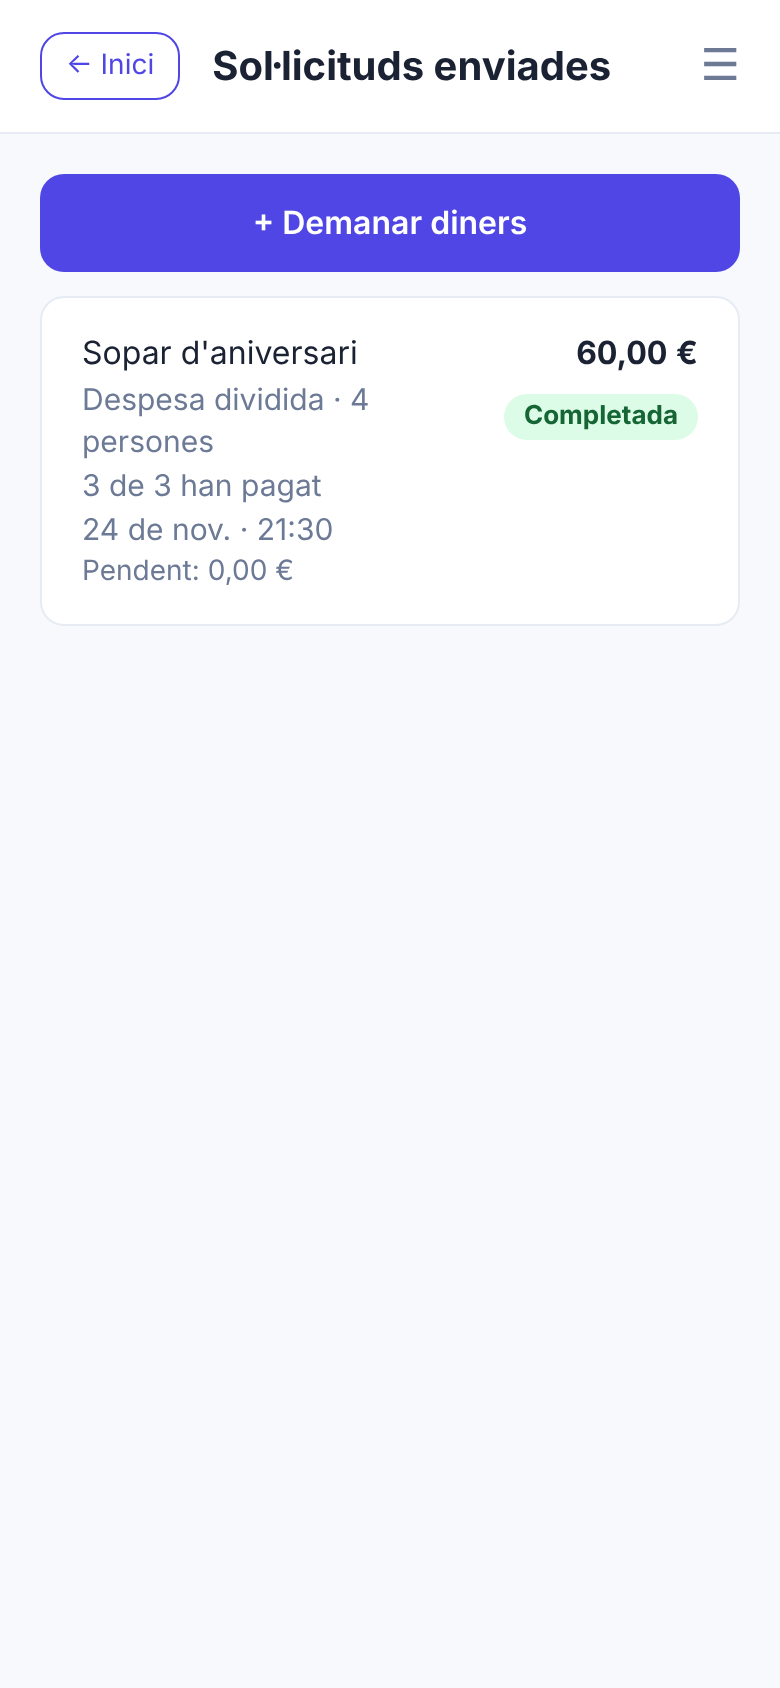 ← Inici
Sol·licituds enviades
☰
+ Demanar diners
Sopar d'aniversari
60,00 €
Despesa dividida · 4
persones
Completada
3 de 3 han pagat
24 de nov. · 21:30
Pendent: 0,00 €